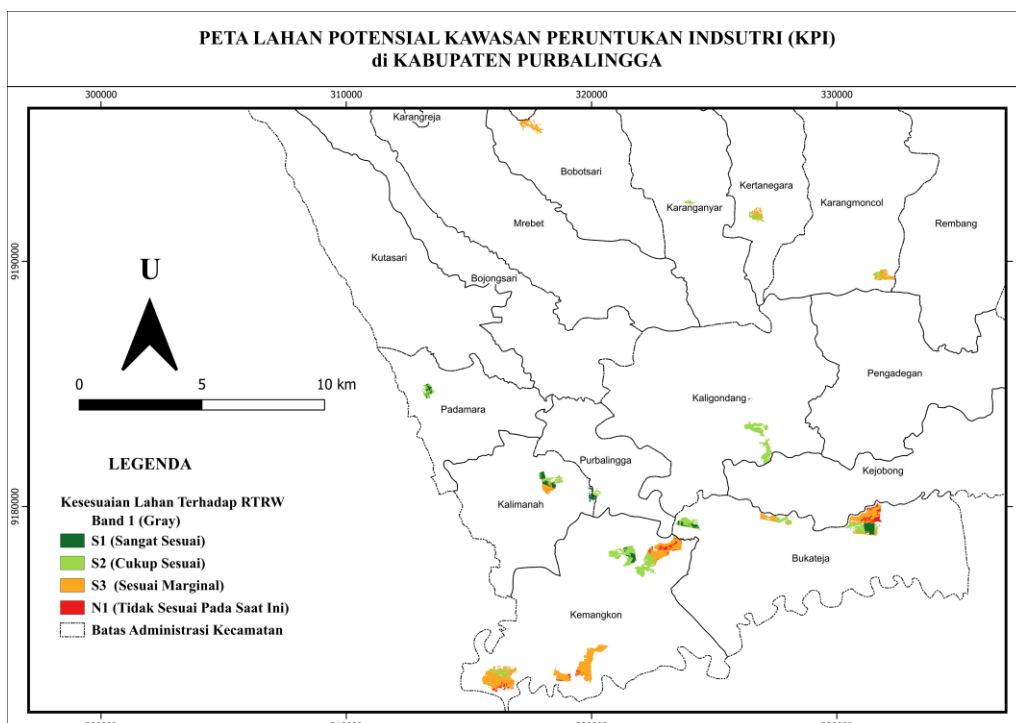 PETA LAHAN POTENSIAL KAWASAN PERUNTUKAN INDSUTRI (KPI)
di KABUPATEN PURBALINGGA
300000
310000
320000
330000
Karangreja
Bobotsari
Kertanegara
Karangmoncol
Karanganyar
Mrebet
Rembang
9190000
9190000
Kutasari
U
Bojongsari
Pengadegan
0
5
10 km
Kaligondang
Padamara
LEGENDA
Purbalingga
Kejobong
Kesesuaian Lahan Terhadap RTRW
Band 1 (Gray)
S1 (Sangat Sesuai)
S2 (Cukup Sesuai)
S3 (Sesuai Marginal)
N1 (Tidak Sesuai Pada Saat Ini)
Batas Administrasi Kecamatan
Kalimanah
9180000
9180000
Bukateja
Kemangkon